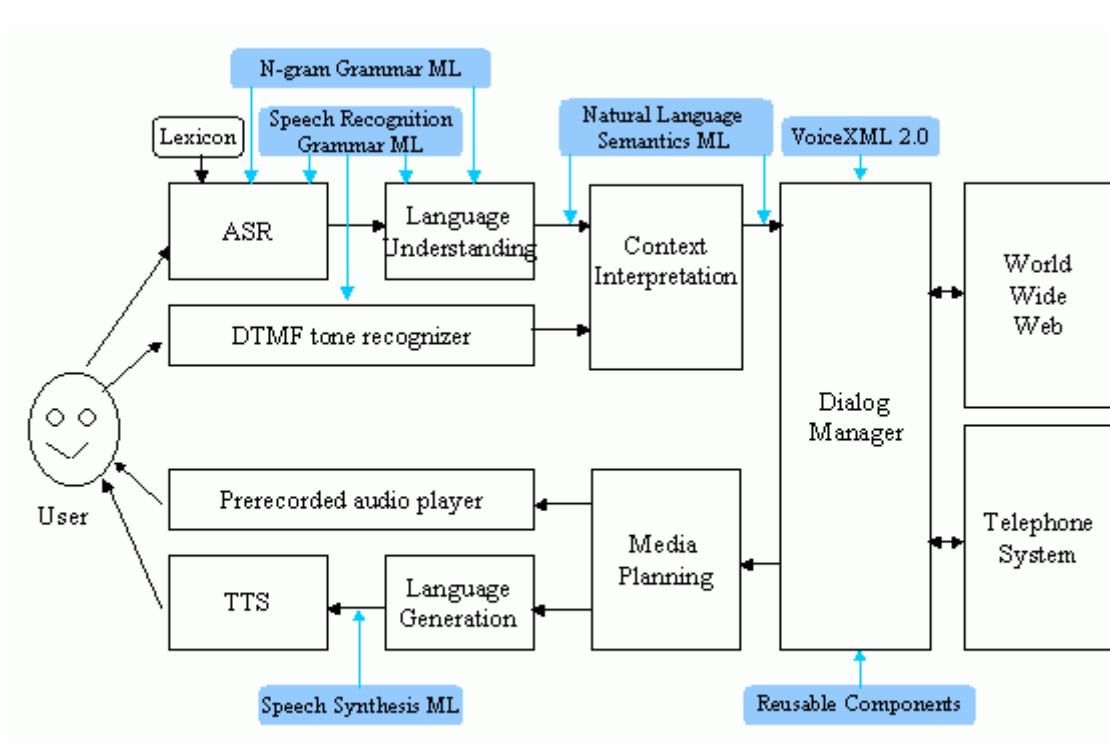 N-gram Grammar ML
Lexicon
Speech Recognition
Grammar ML
Natural Language
Semantics ML
VoiceXML 2.0
ASR
Language
Understanding
Context
Interpretation
World
Wide
Web
DTMF tone recognizer
Dialog
Manager
User
Prerecorded audio player
Media
Planning
Telephone
System
TTS
Language
Generation
Speech Synthesis ML
Reusable Components